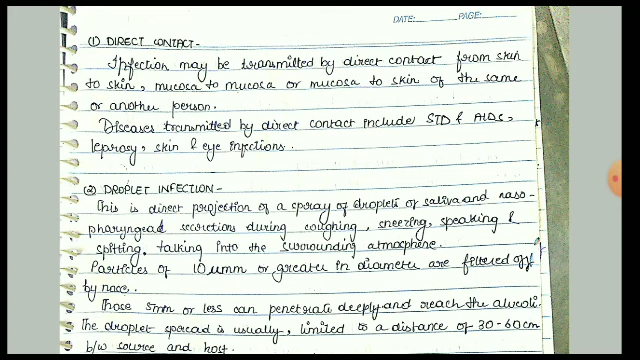 DATE:______ PAGE:______
(1) DIRECT CONTACT -
Infection may be transmitted by direct contact from skin
to skin, mucosa to mucosa or mucosa to skin of the same
or another person.
Diseases transmitted by direct contact include STD & AIDs,
leprosy, skin & eye infections.
(2) DROPLET INFECTION -
This is direct projection of a spray of droplets of saliva and naso-
pharyngeal secretions during coughing, sneezing, speaking &
spitting, talking into the surrounding atmosphere.
Particles of 10 μmm or greater in diameter are filtered off
by nose.
Those 5mm or less can penetrate deeply and reach the alveoli.
The droplet spread is usually, limited to a distance of 30-60cm
b/w source and host.